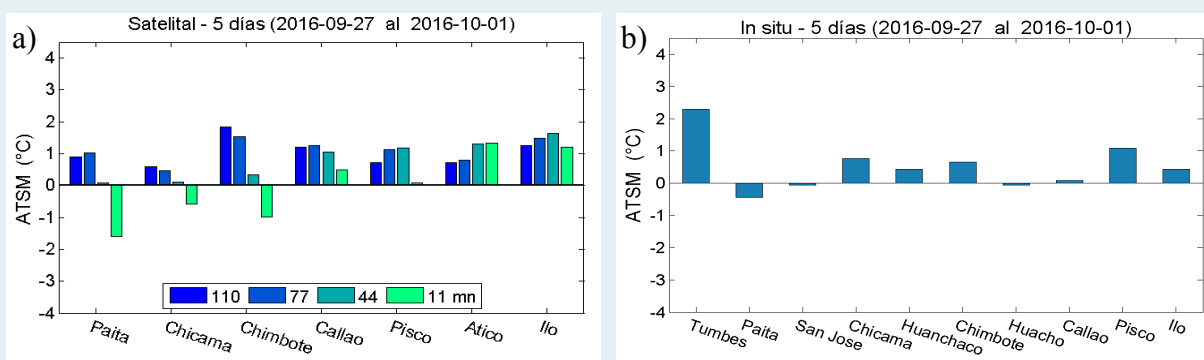 a)
Satelital - 5 días (2016-09-27 al 2016-10-01)
ATSM (°C)
4
3
2
1
0
-1
-2
-3
-4
110 77 44 11 mn
Paita Chicama Chimbote Callao Pisco Atico Ilo
b)
In situ - 5 días (2016-09-27 al 2016-10-01)
ATSM (°C)
4
3
2
1
0
-1
-2
-3
-4
Tumbes Paita San Jose Chicama Huanchaco Chimbote Huacho Callao Pisco Ilo